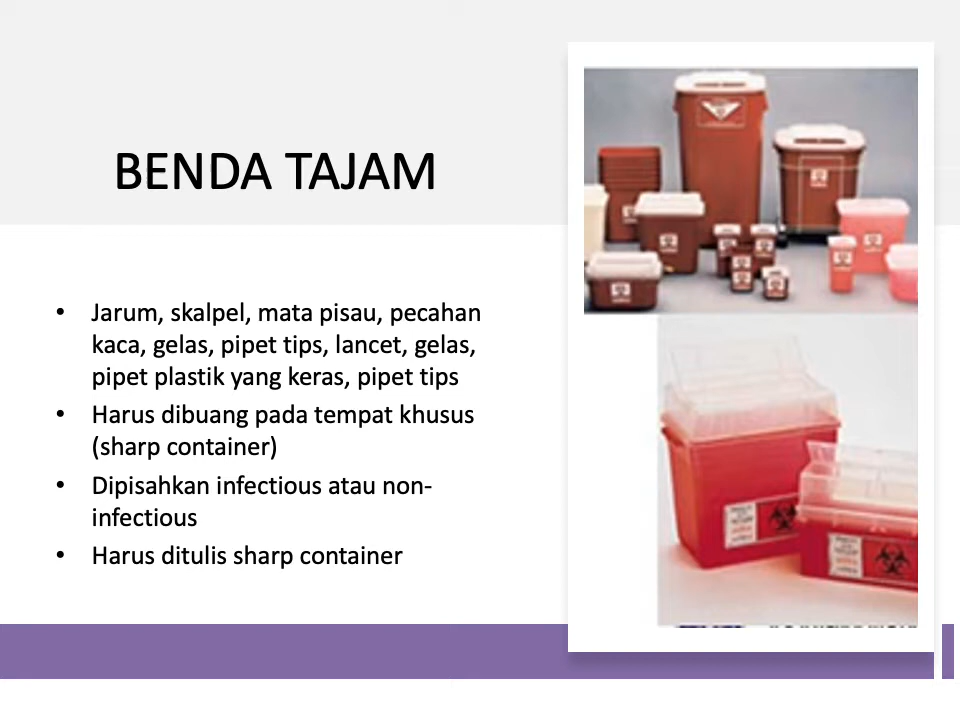 BENDA TAJAM
• Jarum, skalpel, mata pisau, pecahan
kaca, gelas, pipet tips, lancet, gelas,
pipet plastik yang keras, pipet tips
• Harus dibuang pada tempat khusus
(sharp container)
• Dipisahkan infectious atau non-
infectious
• Harus ditulis sharp container